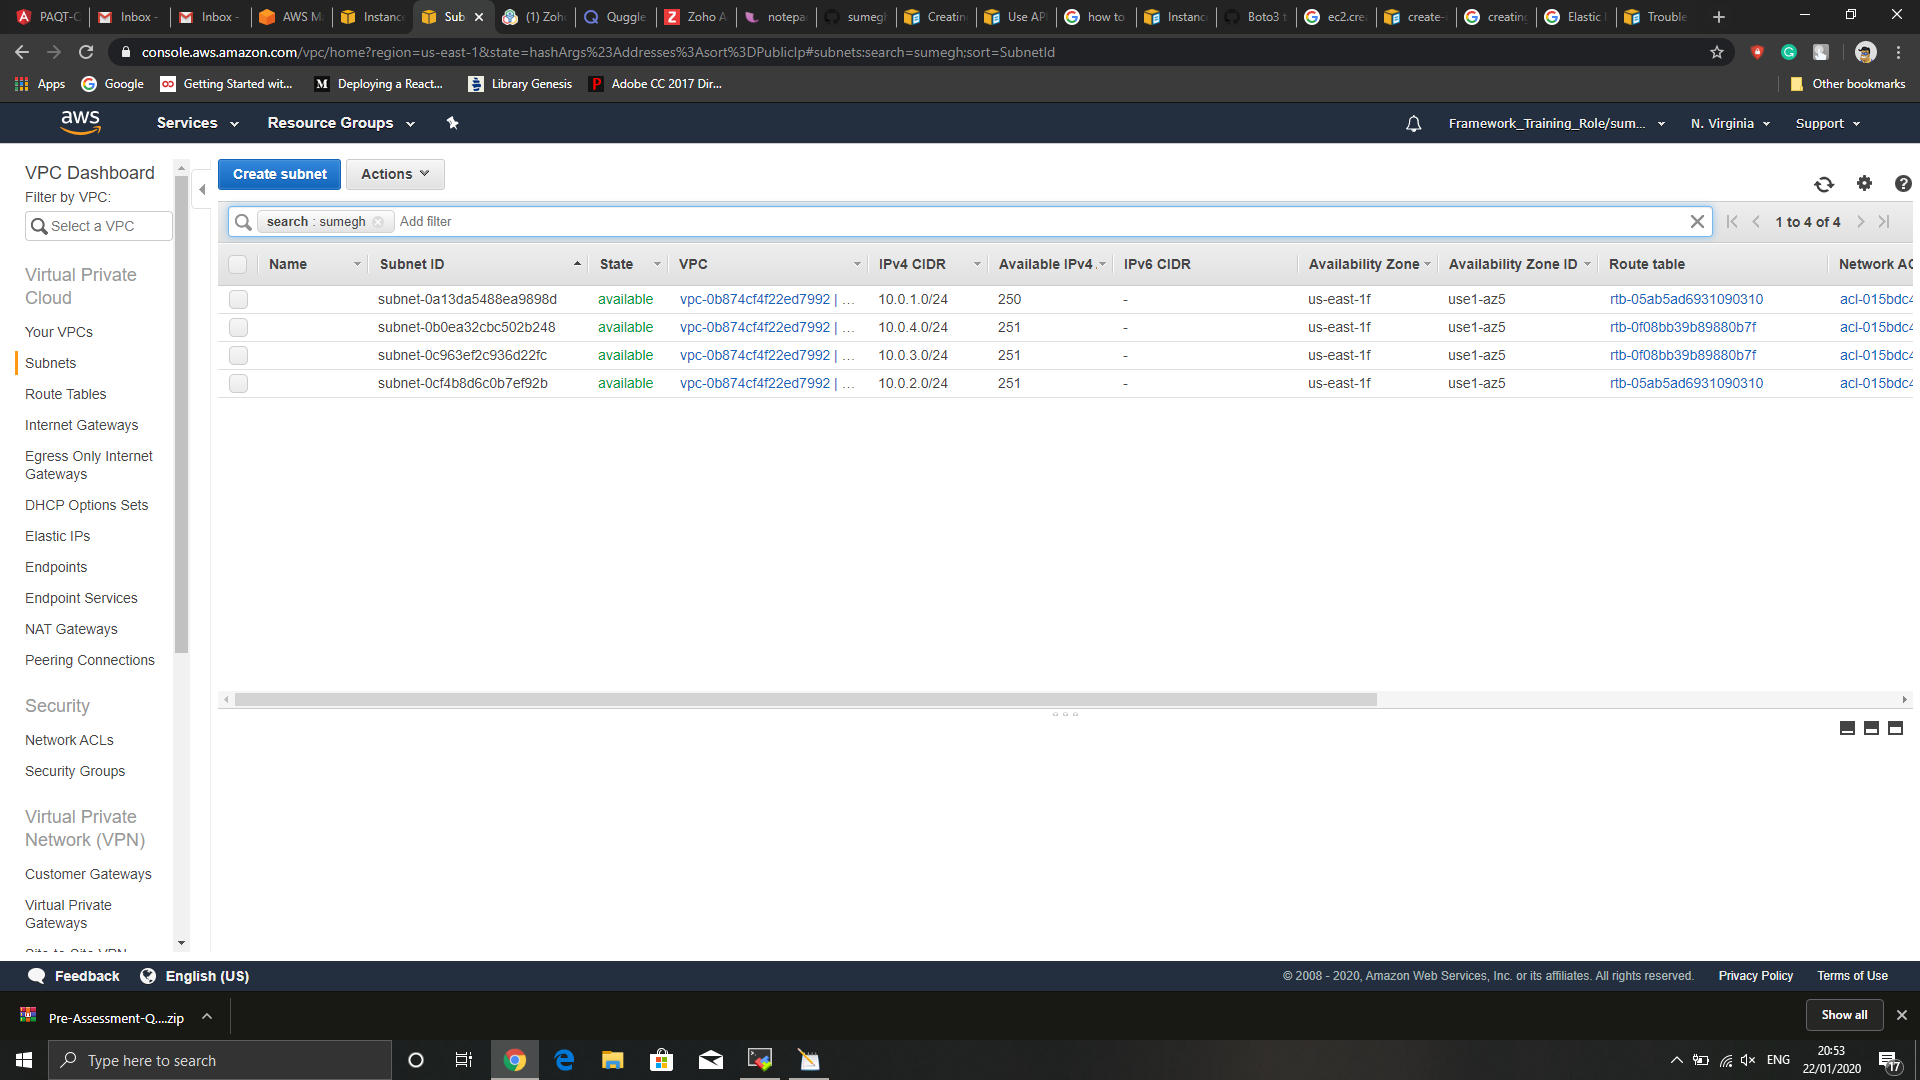 PAQT-C
Inbox -
Inbox -
AWS M
Instance
Sub
(1) Zoh
Quggle
Zoho A
notepa
sumegh
Creating
Use API
how to
Instance
Boto3 t
ec2.cre
create-i
creating
Elastic
Trouble
console.aws.amazon.com/vpc/home?region=us-east-1&state=hashArgs%23Addresses%3Asort%3DPublicIp#subnets:search=sumegh;sort=SubnetId
Apps
Google
Getting Started wit...
Deploying a React...
Library Genesis
Adobe CC 2017 Dir...
Other bookmarks
aws
Services
Resource Groups
Framework_Training_Role/sum...
N. Virginia
Support
VPC Dashboard
Filter by VPC:
Select a VPC
Virtual Private
Cloud
Your VPCs
Subnets
Route Tables
Internet Gateways
Egress Only Internet
Gateways
DHCP Options Sets
Elastic IPs
Endpoints
Endpoint Services
NAT Gateways
Peering Connections
Security
Network ACLs
Security Groups
Virtual Private
Network (VPN)
Customer Gateways
Virtual Private
Gateways
Site-to-Site VPN
Create subnet
Actions
search : sumegh
Add filter
1 to 4 of 4
Name Subnet ID State VPC IPv4 CIDR Available IPv4 IPv6 CIDR Availability Zone Availability Zone ID Route table Network AC
subnet-0a13da5488ea9898d available vpc-0b874cf4f22ed7992 | ... 10.0.1.0/24 250 - us-east-1f use1-az5 rtb-05ab5ad6931090310 acl-015bdc4
subnet-0b0ea32cbc502b248 available vpc-0b874cf4f22ed7992 | ... 10.0.4.0/24 251 - us-east-1f use1-az5 rtb-0f08bb39b89880b7f acl-015bdc4
subnet-0c963ef2c936d22fc available vpc-0b874cf4f22ed7992 | ... 10.0.3.0/24 251 - us-east-1f use1-az5 rtb-0f08bb39b89880b7f acl-015bdc4
subnet-0cf4b8d6c0b7ef92b available vpc-0b874cf4f22ed7992 | ... 10.0.2.0/24 251 - us-east-1f use1-az5 rtb-05ab5ad6931090310 acl-015bdc4
Feedback
English (US)
© 2008 - 2020, Amazon Web Services, Inc. or its affiliates. All rights reserved.
Privacy Policy
Terms of Use
Pre-Assessment-Q....zip
Show all
Type here to search
ENG
20:53
22/01/2020
17